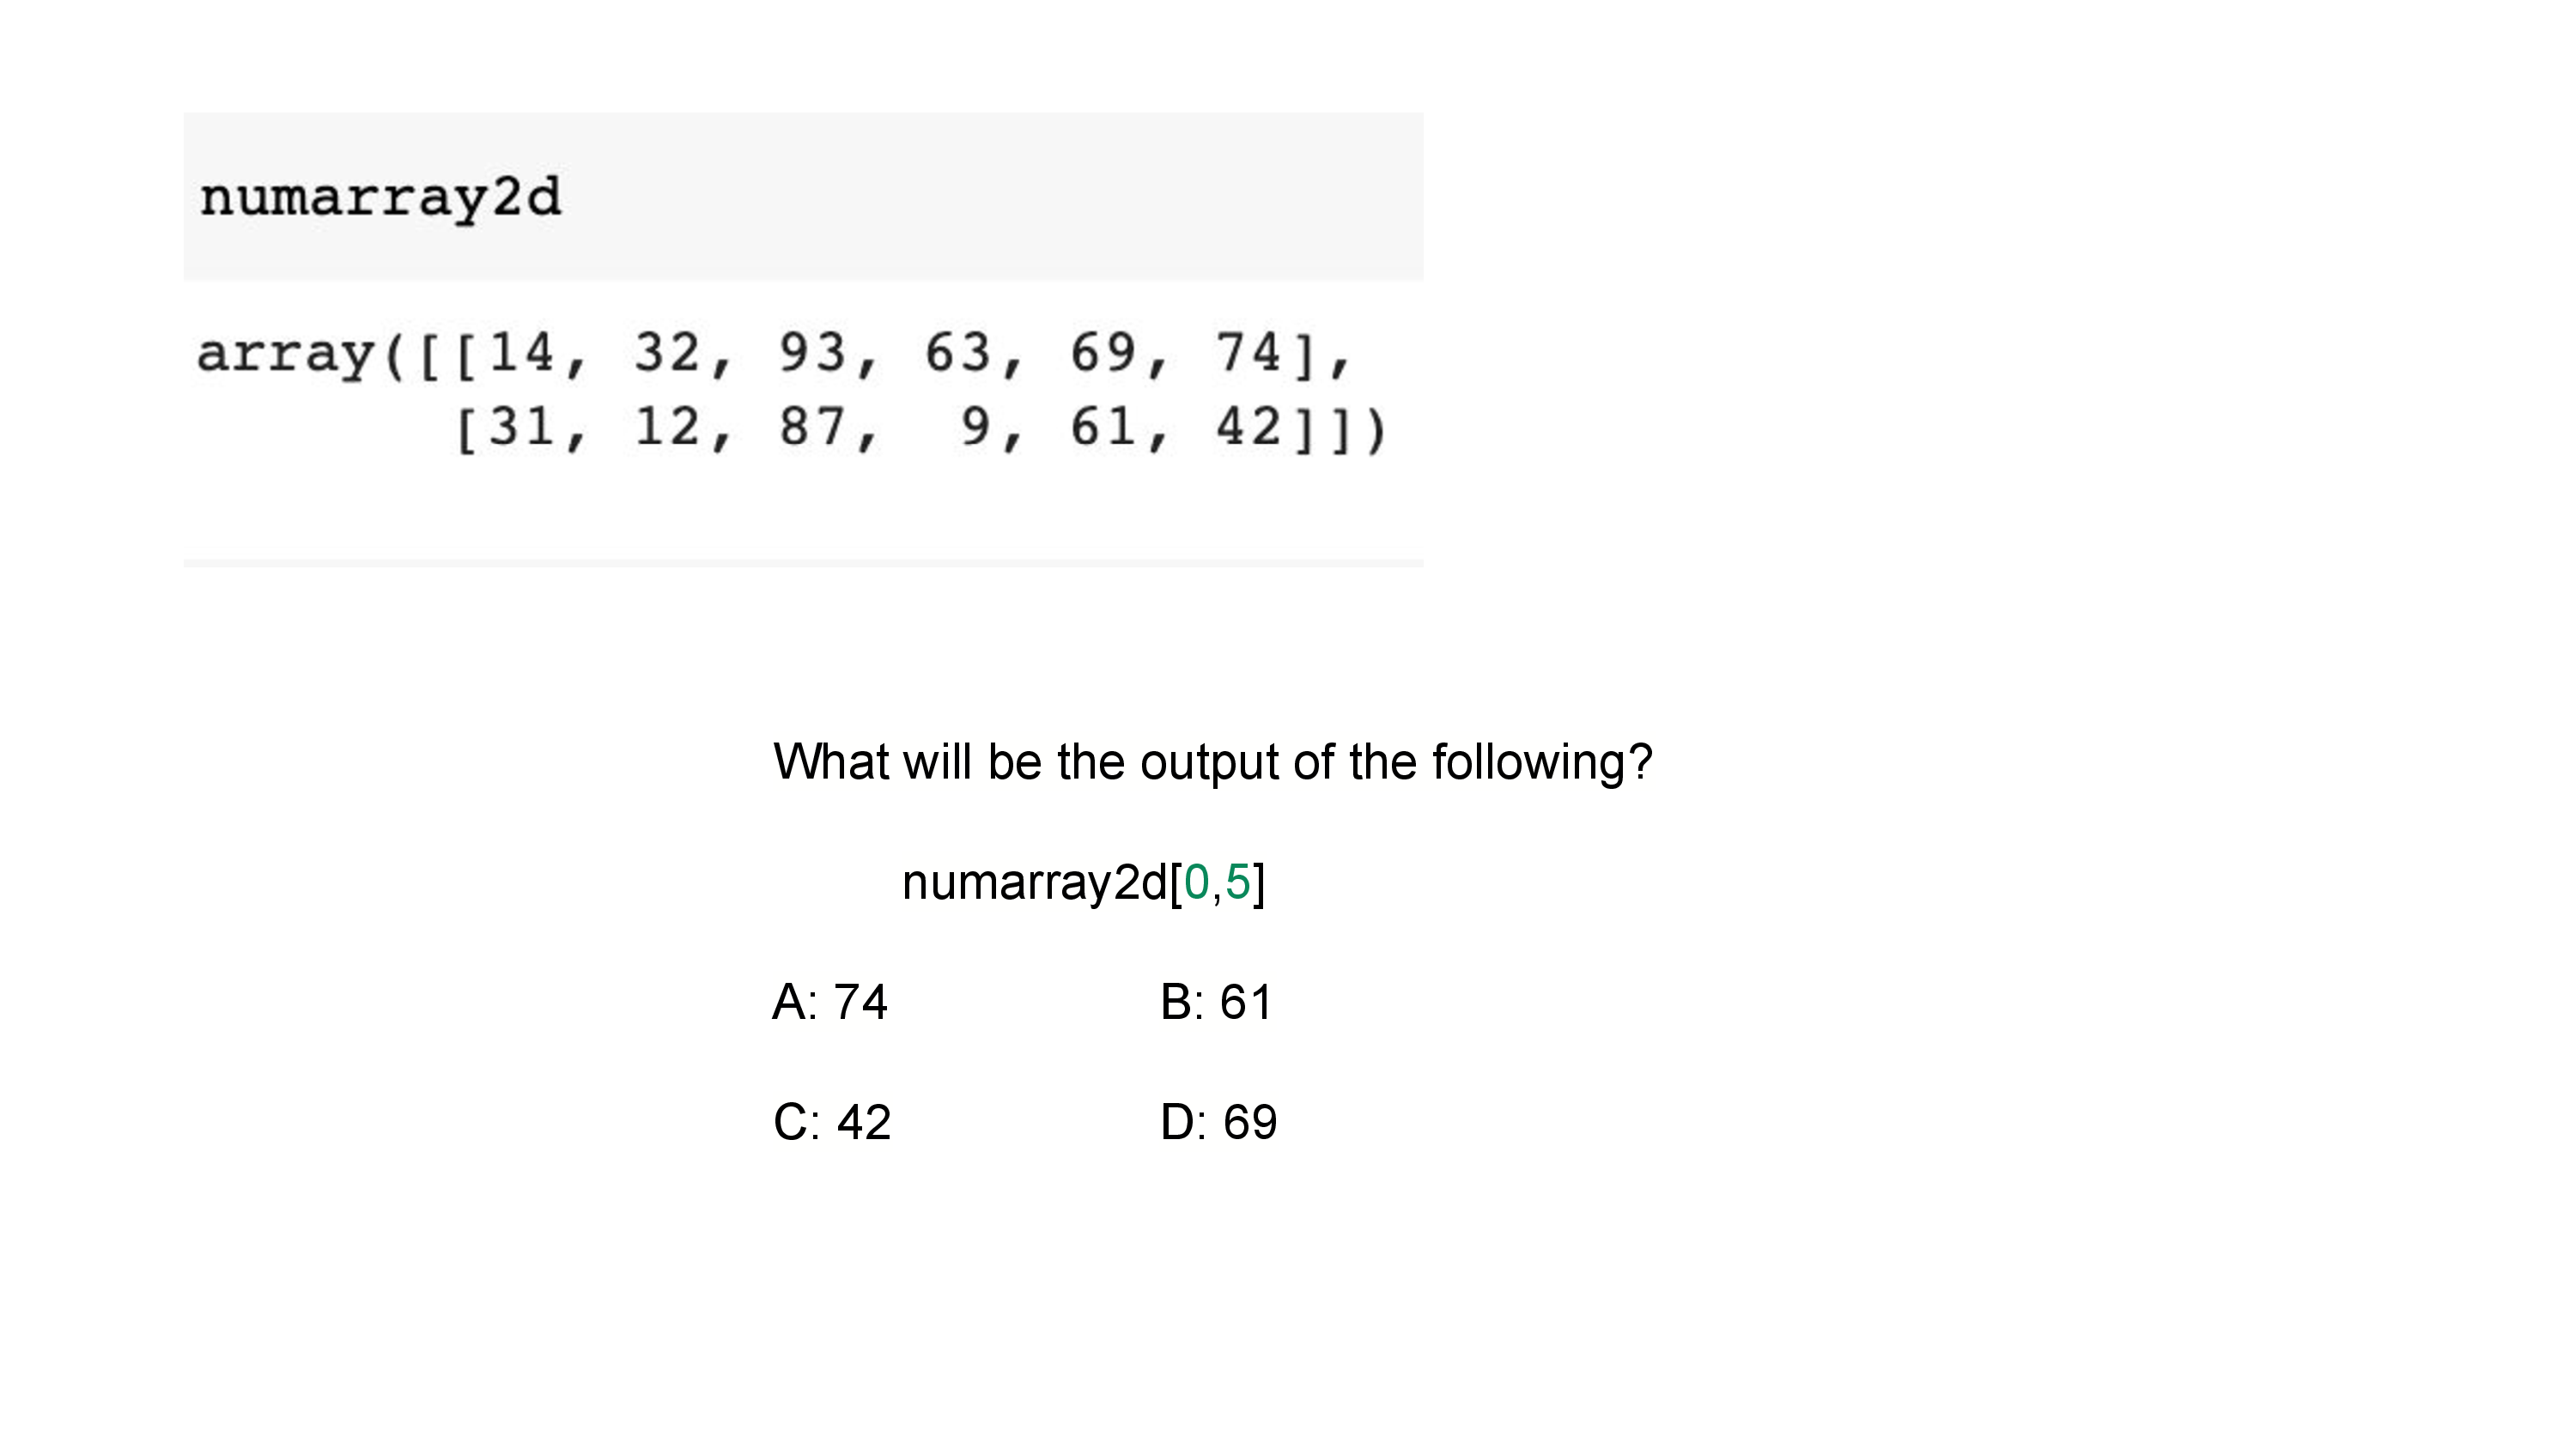 numarray2d
array([[14, 32, 93, 63, 69, 74],
[31, 12, 87, 9, 61, 42]])
What will be the output of the following?
numarray2d[0,5]
A: 74 B: 61
C: 42 D: 69